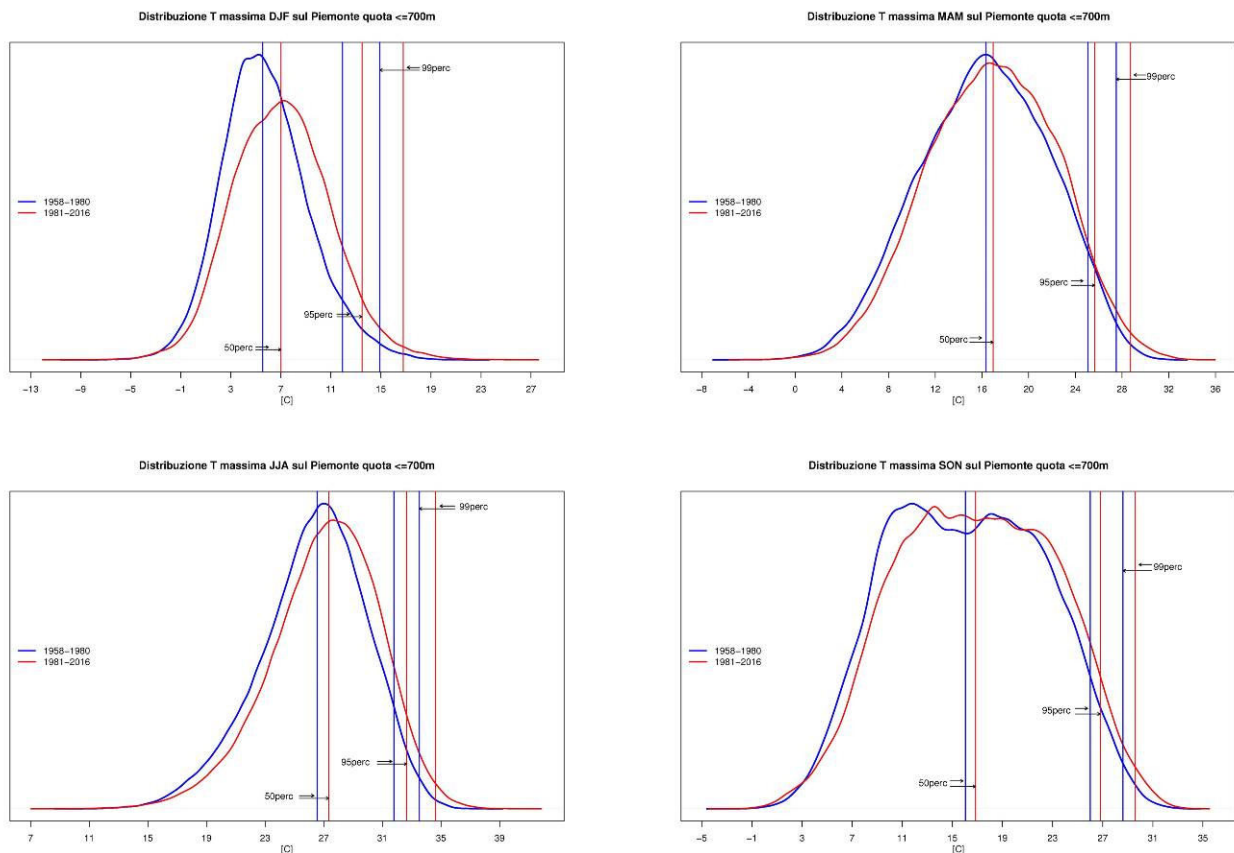 Distribuzione T massima DJF sul Piemonte quota <=700m
99perc
1958-1980
1981-2016
95perc
50perc
-13 -9 -5 -1 3 7 11 15 19 23 27
[C]
Distribuzione T massima MAM sul Piemonte quota <=700m
99perc
1958-1980
1981-2016
95perc
50perc
-8 -4 0 4 8 12 16 20 24 28 32 36
[C]
Distribuzione T massima JJA sul Piemonte quota <=700m
99perc
1958-1980
1981-2016
95perc
50perc
7 11 15 19 23 27 31 35 39
[C]
Distribuzione T massima SON sul Piemonte quota <=700m
99perc
1958-1980
1981-2016
95perc
50perc
-5 -1 3 7 11 15 19 23 27 31 35
[C]